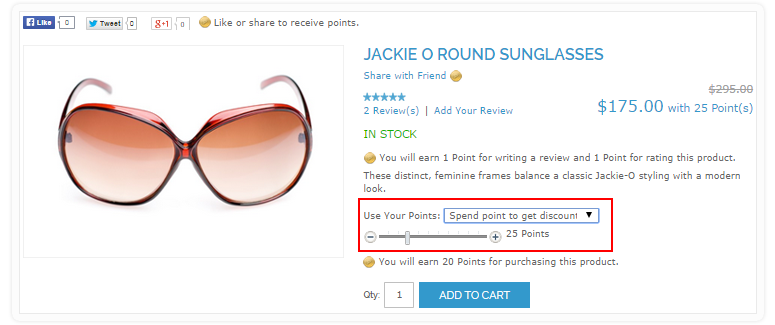 Like 0 Tweet 0 g+1 0 Like or share to receive points.
JACKIE O ROUND SUNGLASSES
Share with Friend
$295.00
2 Review(s) | Add Your Review
$175.00 with 25 Point(s)
IN STOCK
You will earn 1 Point for writing a review and 1 Point for rating this product.
These distinct, feminine frames balance a classic Jackie-O styling with a modern
look.
Use Your Points: Spend point to get discount
25 Points
You will earn 20 Points for purchasing this product.
Qty: 1 ADD TO CART